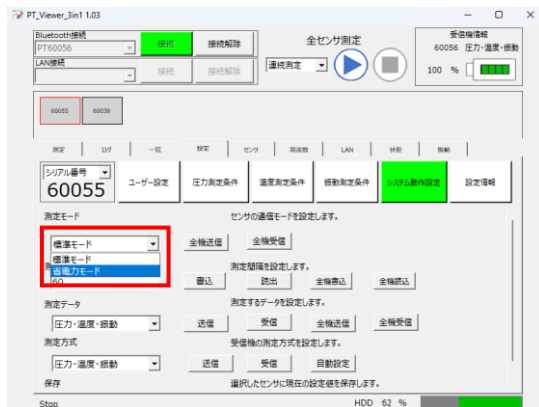 PT_Viewer_3in1 1.03
Bluetooth接続
PT60056 接続 接続解除
LAN接続
接続 接続解除
全センサ測定
連続測定
受信機情報
60056 圧力・温度・振動
100 %
60055 60038
測定 ログ 一覧 設定 センサ 周波数 LAN 状態 振動
シリアル番号
60055
ユーザー設定 圧力測定条件 温度測定条件 振動測定条件 システム動作設定 設定情報
測定モード センサの通信モードを設定します。
標準モード 全機送信 全機受信
標準モード
省電力モード
60
測定間隔を設定します。
書込 読出 全機書込 全機読込
測定データ 測定するデータを設定します。
圧力・温度・振動 送信 受信 全機送信 全機受信
測定方式 受信機の測定方式を設定します。
圧力・温度・振動 送信 受信 自動設定
保存 選択したセンサに現在の設定値を保存します。
Stop HDD 62 %